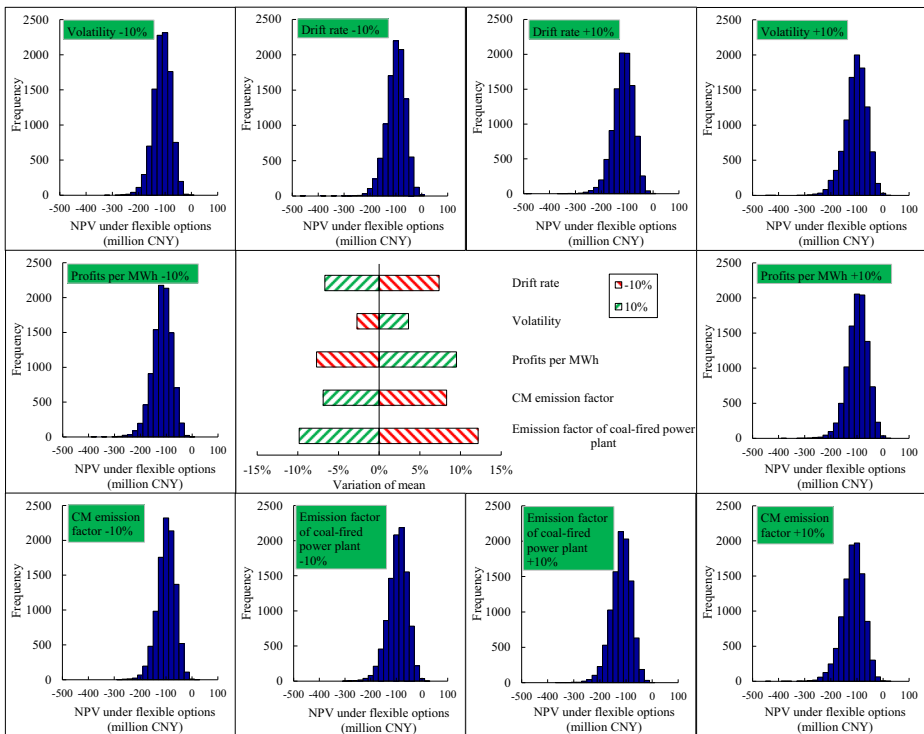 Volatility -10%
2500
2000
1500
1000
500
0
Frequency
-500 -400 -300 -200 -100 0 100
NPV under flexible options
(million CNY)
Drift rate -10%
2500
2000
1500
1000
500
0
Frequency
-500 -400 -300 -200 -100 0 100
NPV under flexible options
(million CNY)
Drift rate +10%
2500
2000
1500
1000
500
0
Frequency
-500 -400 -300 -200 -100 0 100
NPV under flexible options
(million CNY)
Volatility +10%
2500
2000
1500
1000
500
0
Frequency
-500 -400 -300 -200 -100 0 100
NPV under flexible options
(million CNY)
Profits per MWh -10%
2500
2000
1500
1000
500
0
Frequency
-500 -400 -300 -200 -100 0 100
NPV under flexible options
(million CNY)
Drift rate
Volatility
Profits per MWh
CM emission factor
Emission factor of coal-fired power
plant
-10%
10%
-15% -10% -5% 0% 5% 10% 15%
Variation of mean
Profits per MWh +10%
2500
2000
1500
1000
500
0
Frequency
-500 -400 -300 -200 -100 0 100
NPV under flexible options
(million CNY)
CM emission
factor -10%
2500
2000
1500
1000
500
0
Frequency
-500 -400 -300 -200 -100 0 100
NPV under flexible options
(million CNY)
Emission factor
of coal-fired
power plant
-10%
2500
2000
1500
1000
500
0
Frequency
-500 -400 -300 -200 -100 0 100
NPV under flexible options
(million CNY)
Emission factor
of coal-fired
power plant
+10%
2500
2000
1500
1000
500
0
Frequency
-500 -400 -300 -200 -100 0 100
NPV under flexible options
(million CNY)
CM emission
factor +10%
2500
2000
1500
1000
500
0
Frequency
-500 -400 -300 -200 -100 0 100
NPV under flexible options
(million CNY)